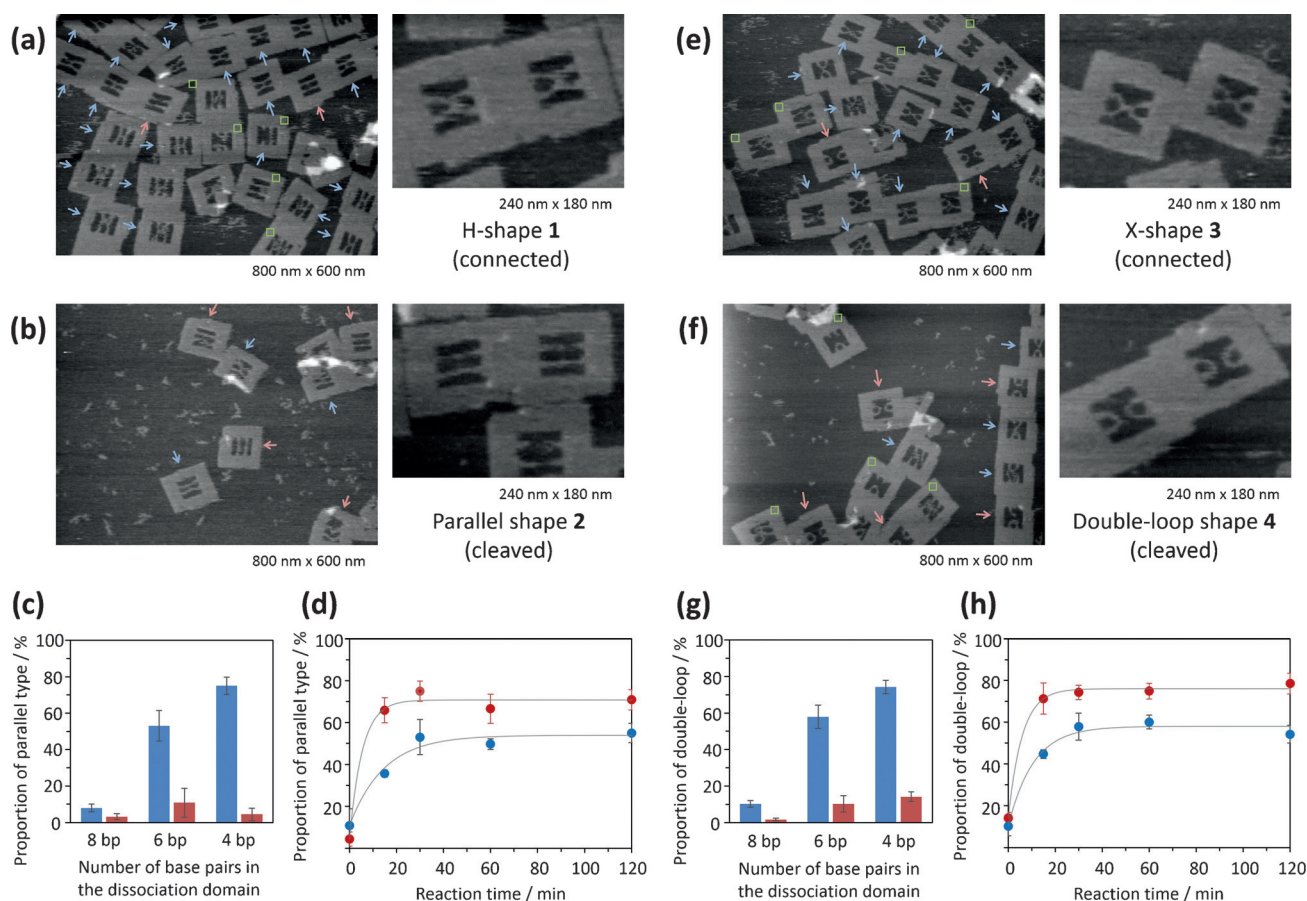 (a)
240 nm x 180 nm
800 nm x 600 nm
H-shape 1
(connected)
(b)
240 nm x 180 nm
800 nm x 600 nm
Parallel shape 2
(cleaved)
(c)
Proportion of parallel type / %
100
80
60
40
20
0
8 bp 6 bp 4 bp
Number of base pairs in
the dissociation domain
(d)
Proportion of parallel type / %
100
80
60
40
20
0 20 40 60 80 100 120
Reaction time / min
(e)
240 nm x 180 nm
800 nm x 600 nm
X-shape 3
(connected)
(f)
240 nm x 180 nm
800 nm x 600 nm
Double-loop shape 4
(cleaved)
(g)
Proportion of double-loop / %
100
80
60
40
20
0
8 bp 6 bp 4 bp
Number of base pairs in
the dissociation domain
(h)
Proportion of double-loop / %
100
80
60
40
20
0 20 40 60 80 100 120
Reaction time / min